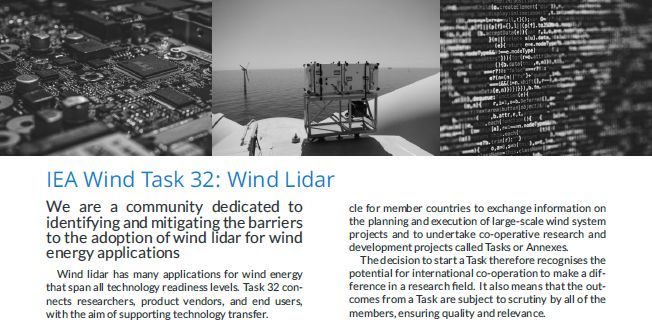 IEA Wind Task 32: Wind Lidar
We are a community dedicated to
identifying and mitigating the barriers
to the adoption of wind lidar for wind
energy applications
Wind lidar has many applications for wind energy
that span all technology readiness levels. Task 32 con-
nects researchers, product vendors, and end users,
with the aim of supporting technology transfer.
cle for member countries to exchange information on
the planning and execution of large-scale wind system
projects and to undertake co-operative research and
development projects called Tasks or Annexes.
The decision to start a Task therefore recognises the
potential for international co-operation to make a dif-
ference in a research field. It also means that the out-
comes from a Task are subject to scrutiny by all of the
members, ensuring quality and relevance.